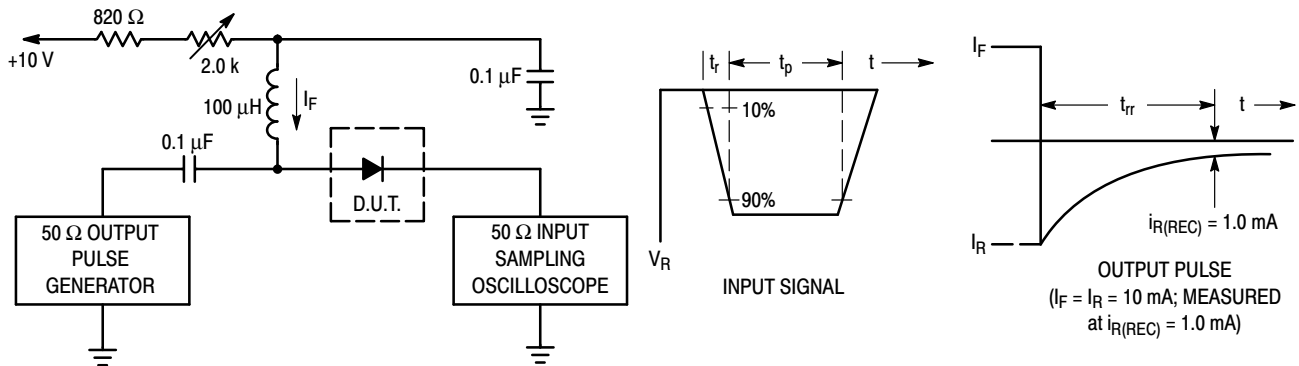 820 Ω
+10 V
2.0 k
100 μH
I_F
0.1 μF
0.1 μF
D.U.T.
50 Ω OUTPUT
PULSE
GENERATOR
50 Ω INPUT
SAMPLING
OSCILLOSCOPE
t_r
t_p
t
10%
90%
V_R
INPUT SIGNAL
I_F
t_rr
t
I_R
i_R(REC) = 1.0 mA
OUTPUT PULSE
(I_F = I_R = 10 mA; MEASURED
at i_R(REC) = 1.0 mA)